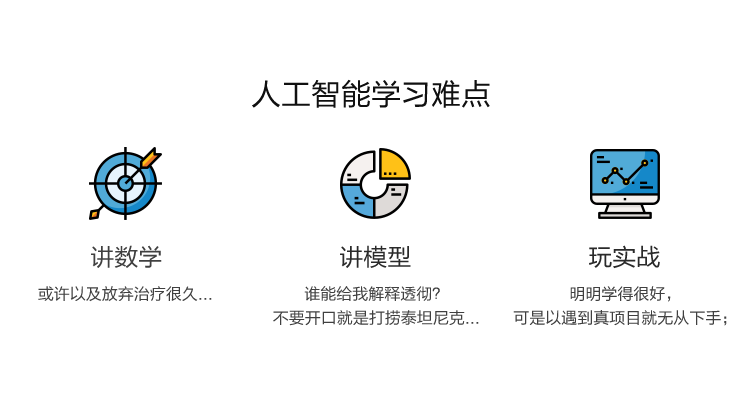 人工智能学习难点
讲数学
或许以及放弃治疗很久...
讲模型
谁能给我解释透彻?
不要开口就是打捞泰坦尼克...
玩实战
明明学得很好，
可是以遇到真项目就无从下手；